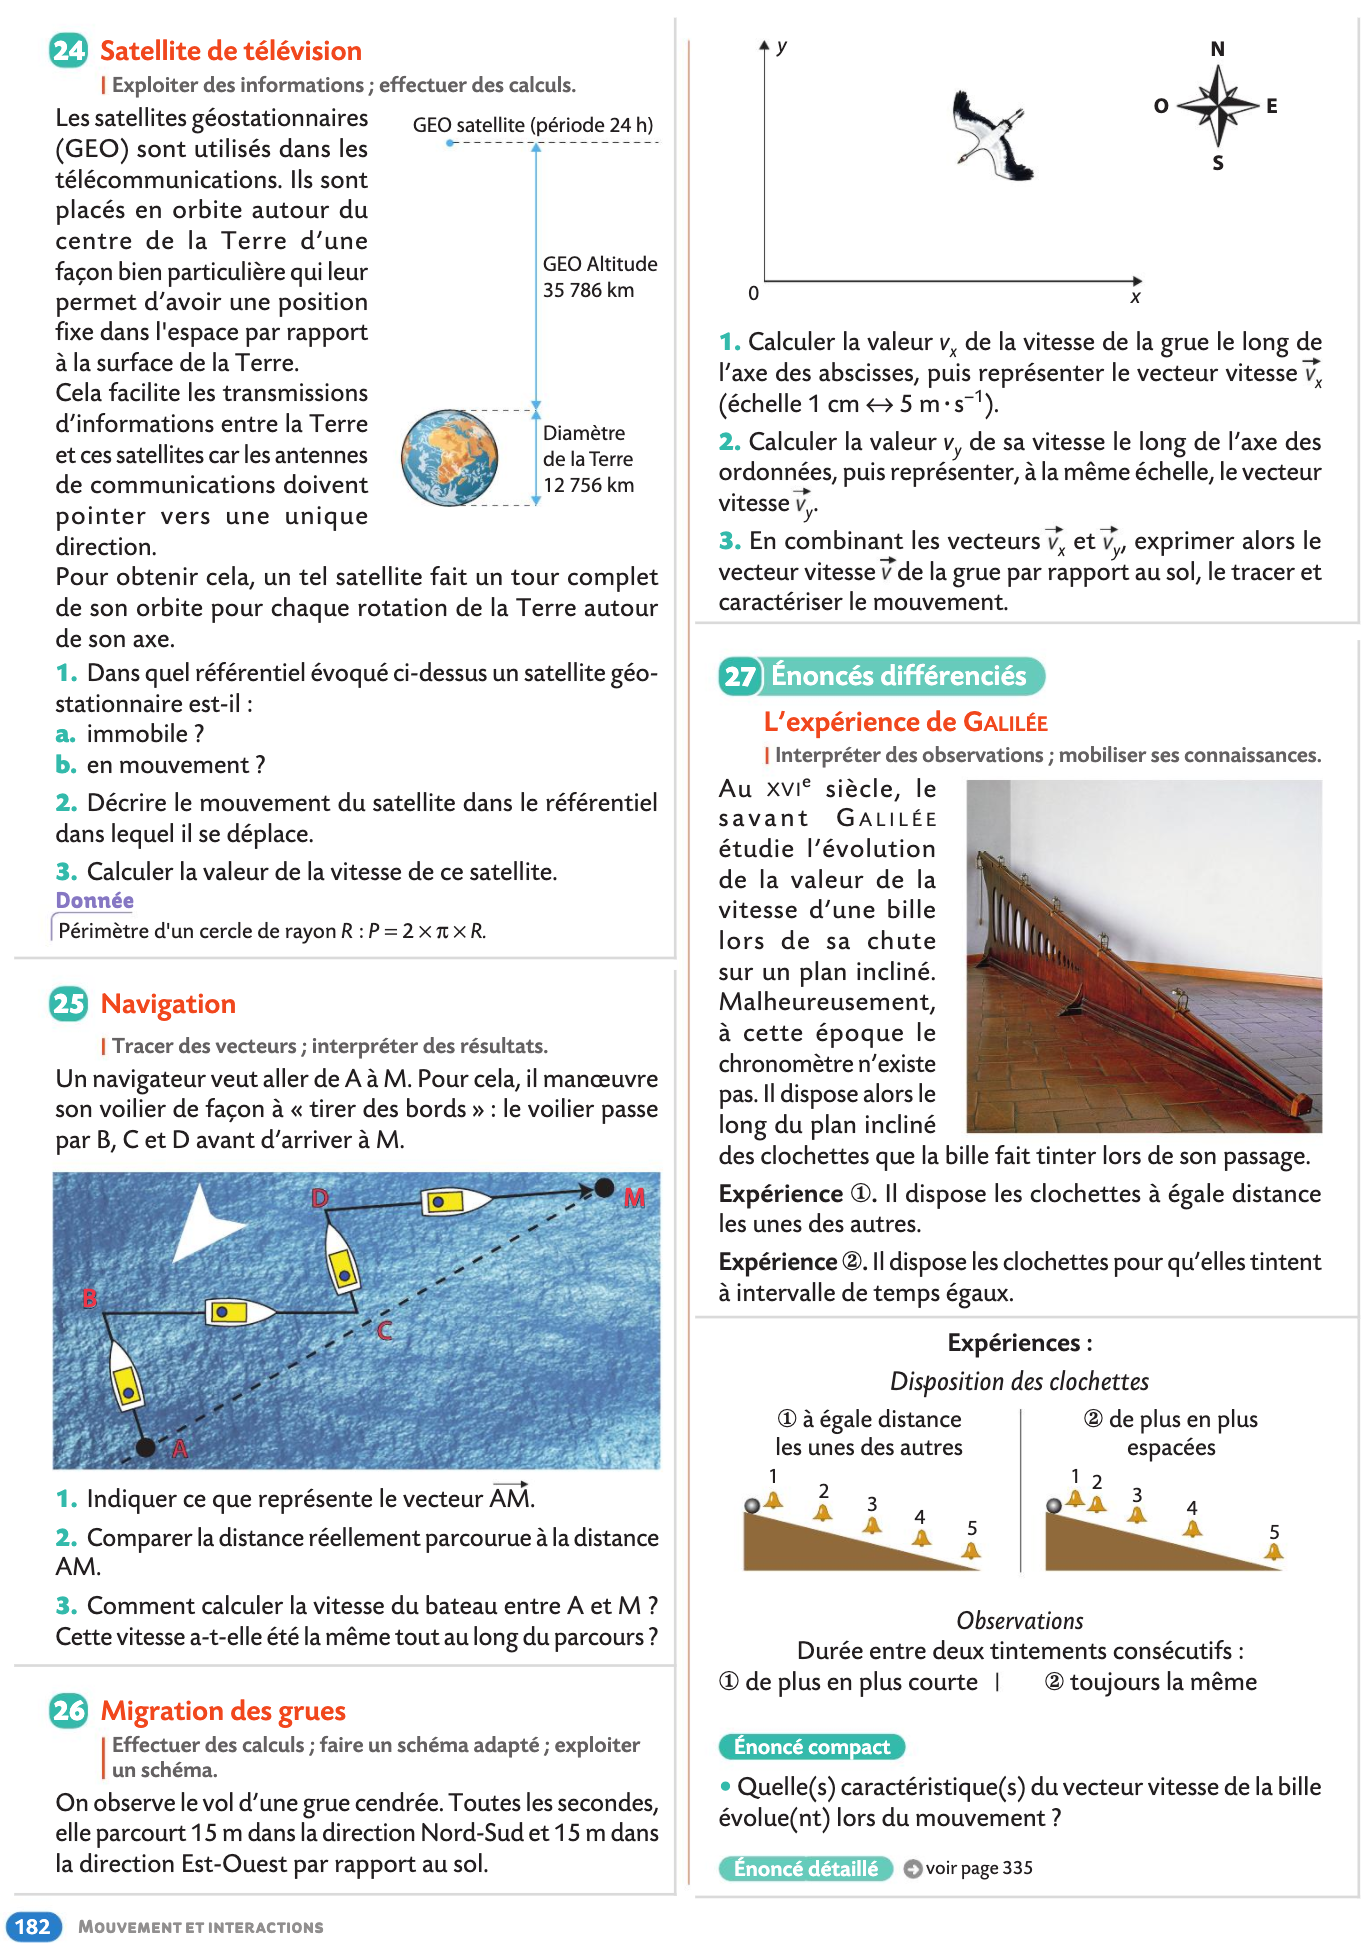 24 Satellite de télévision
| Exploiter des informations ; effectuer des calculs.
Les satellites géostationnaires
(GEO) sont utilisés dans les
télécommunications. Ils sont
placés en orbite autour du
centre de la Terre d'une
façon bien particulière qui leur
permet d'avoir une position
fixe dans l'espace par rapport
à la surface de la Terre.
Cela facilite les transmissions
d'informations entre la Terre
et ces satellites car les antennes
de communications doivent
pointer vers une unique
direction.
GEO satellite (période 24 h)
GEO Altitude
35 786 km
Diamètre
de la Terre
12 756 km
Pour obtenir cela, un tel satellite fait un tour complet
de son orbite pour chaque rotation de la Terre autour
de son axe.
1. Dans quel référentiel évoqué ci-dessus un satellite géo-
stationnaire est-il :
a. immobile ?
b. en mouvement ?
2. Décrire le mouvement du satellite dans le référentiel
dans lequel il se déplace.
3. Calculer la valeur de la vitesse de ce satellite.
Donnée
Périmètre d'un cercle de rayon R : P = 2 × π × R.
25 Navigation
| Tracer des vecteurs ; interpréter des résultats.
Un navigateur veut aller de A à M. Pour cela, il manœuvre
son voilier de façon à « tirer des bords » : le voilier passe
par B, C et D avant d'arriver à M.
D
M
B
C
A
1. Indiquer ce que représente le vecteur A⃗M⃗.
2. Comparer la distance réellement parcourue à la distance
AM.
3. Comment calculer la vitesse du bateau entre A et M ?
Cette vitesse a-t-elle été la même tout au long du parcours ?
26 Migration des grues
Effectuer des calculs ; faire un schéma adapté ; exploiter
un schéma.
On observe le vol d'une grue cendrée. Toutes les secondes,
elle parcourt 15 m dans la direction Nord-Sud et 15 m dans
la direction Est-Ouest par rapport au sol.
y
N
O E
S
0
x
1. Calculer la valeur vₓ de la vitesse de la grue le long de
l'axe des abscisses, puis représenter le vecteur vitesse v⃗ₓ
(échelle 1 cm ↔ 5 m·s⁻¹).
2. Calculer la valeur v_y de sa vitesse le long de l'axe des
ordonnées, puis représenter, à la même échelle, le vecteur
vitesse v⃗_y.
3. En combinant les vecteurs v⃗ₓ et v⃗_y, exprimer alors le
vecteur vitesse v⃗ de la grue par rapport au sol, le tracer et
caractériser le mouvement.
27 Énoncés différenciés
L'expérience de GALILÉE
| Interpréter des observations ; mobiliser ses connaissances.
Au XVIᵉ siècle, le
savant GALILÉE
étudie l'évolution
de la valeur de la
vitesse d'une bille
lors de sa chute
sur un plan incliné.
Malheureusement,
à cette époque le
chronomètre n'existe
pas. Il dispose alors le
long du plan incliné
des clochettes que la bille fait tinter lors de son passage.
Expérience ①. Il dispose les clochettes à égale distance
les unes des autres.
Expérience ②. Il dispose les clochettes pour qu'elles tintent
à intervalle de temps égaux.
Expériences :
Disposition des clochettes
① à égale distance
les unes des autres
1 2 3 4 5
② de plus en plus
espacées
1 2 3 4 5
Observations
Durée entre deux tintements consécutifs :
① de plus en plus courte | ② toujours la même
Énoncé compact
• Quelle(s) caractéristique(s) du vecteur vitesse de la bille
évolue(nt) lors du mouvement ?
Énoncé détaillé voir page 335
182 MOUVEMENT ET INTERACTIONS